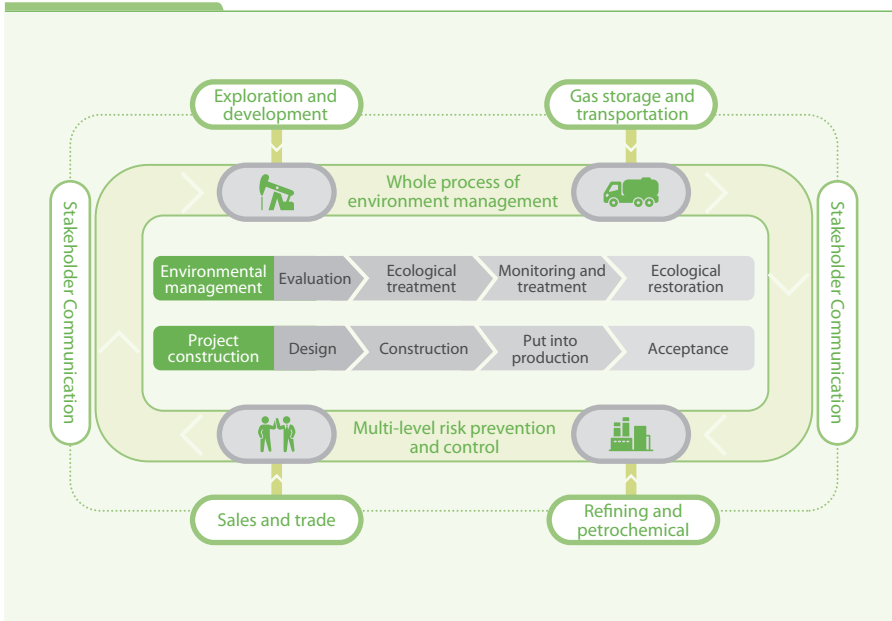 Exploration and
development
Gas storage and
transportation
Whole process of
environment management
Stakeholder Communication
Stakeholder Communication
Environmental
management
Evaluation
Ecological
treatment
Monitoring and
treatment
Ecological
restoration
Project
construction
Design
Construction
Put into
production
Acceptance
Multi-level risk prevention
and control
Sales and trade
Refining and
petrochemical